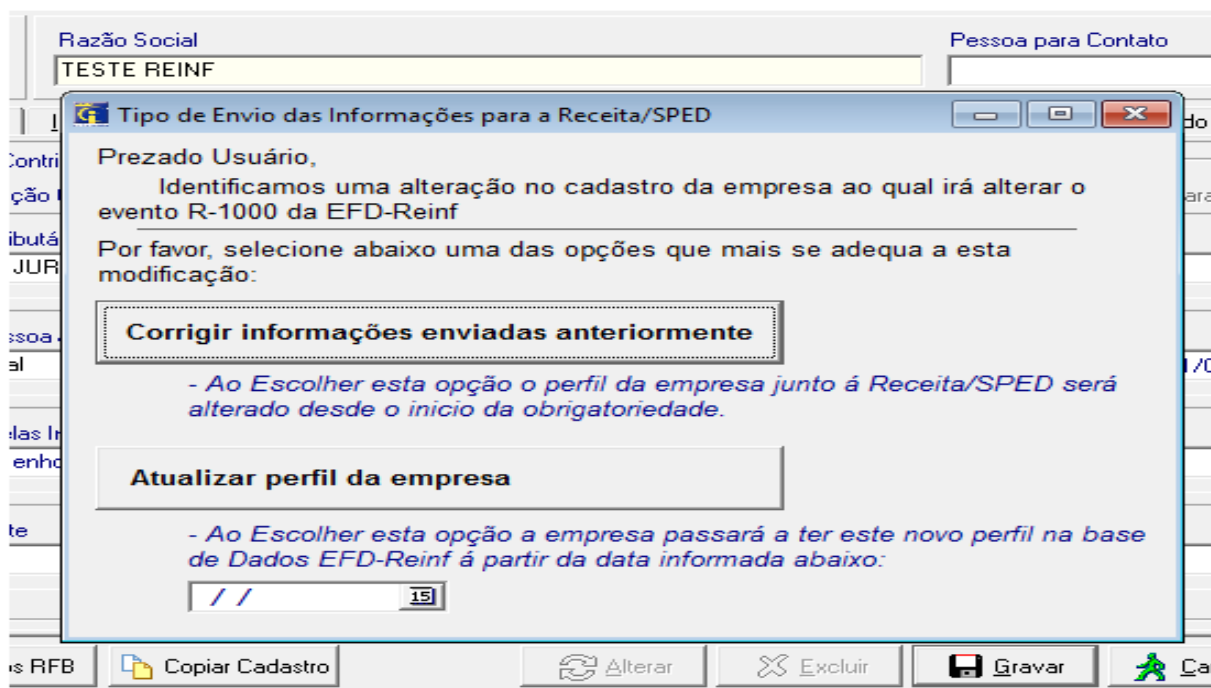 Razão Social
Pessoa para Contato
TESTE REINF
Tipo de Envio das Informações para a Receita/SPED
Prezado Usuário,
Identificamos uma alteração no cadastro da empresa ao qual irá alterar o
evento R-1000 da EFD-Reinf
Por favor, selecione abaixo uma das opções que mais se adequa a esta
modificação:
Corrigir informações enviadas anteriormente
- Ao Escolher esta opção o perfil da empresa junto á Receita/SPED será
alterado desde o inicio da obrigatoriedade.
Atualizar perfil da empresa
- Ao Escolher esta opção a empresa passará a ter este novo perfil na base
de Dados EFD-Reinf á partir da data informada abaixo:
/ / 15
RFB
Copiar Cadastro
Alterar
Excluir
Gravar